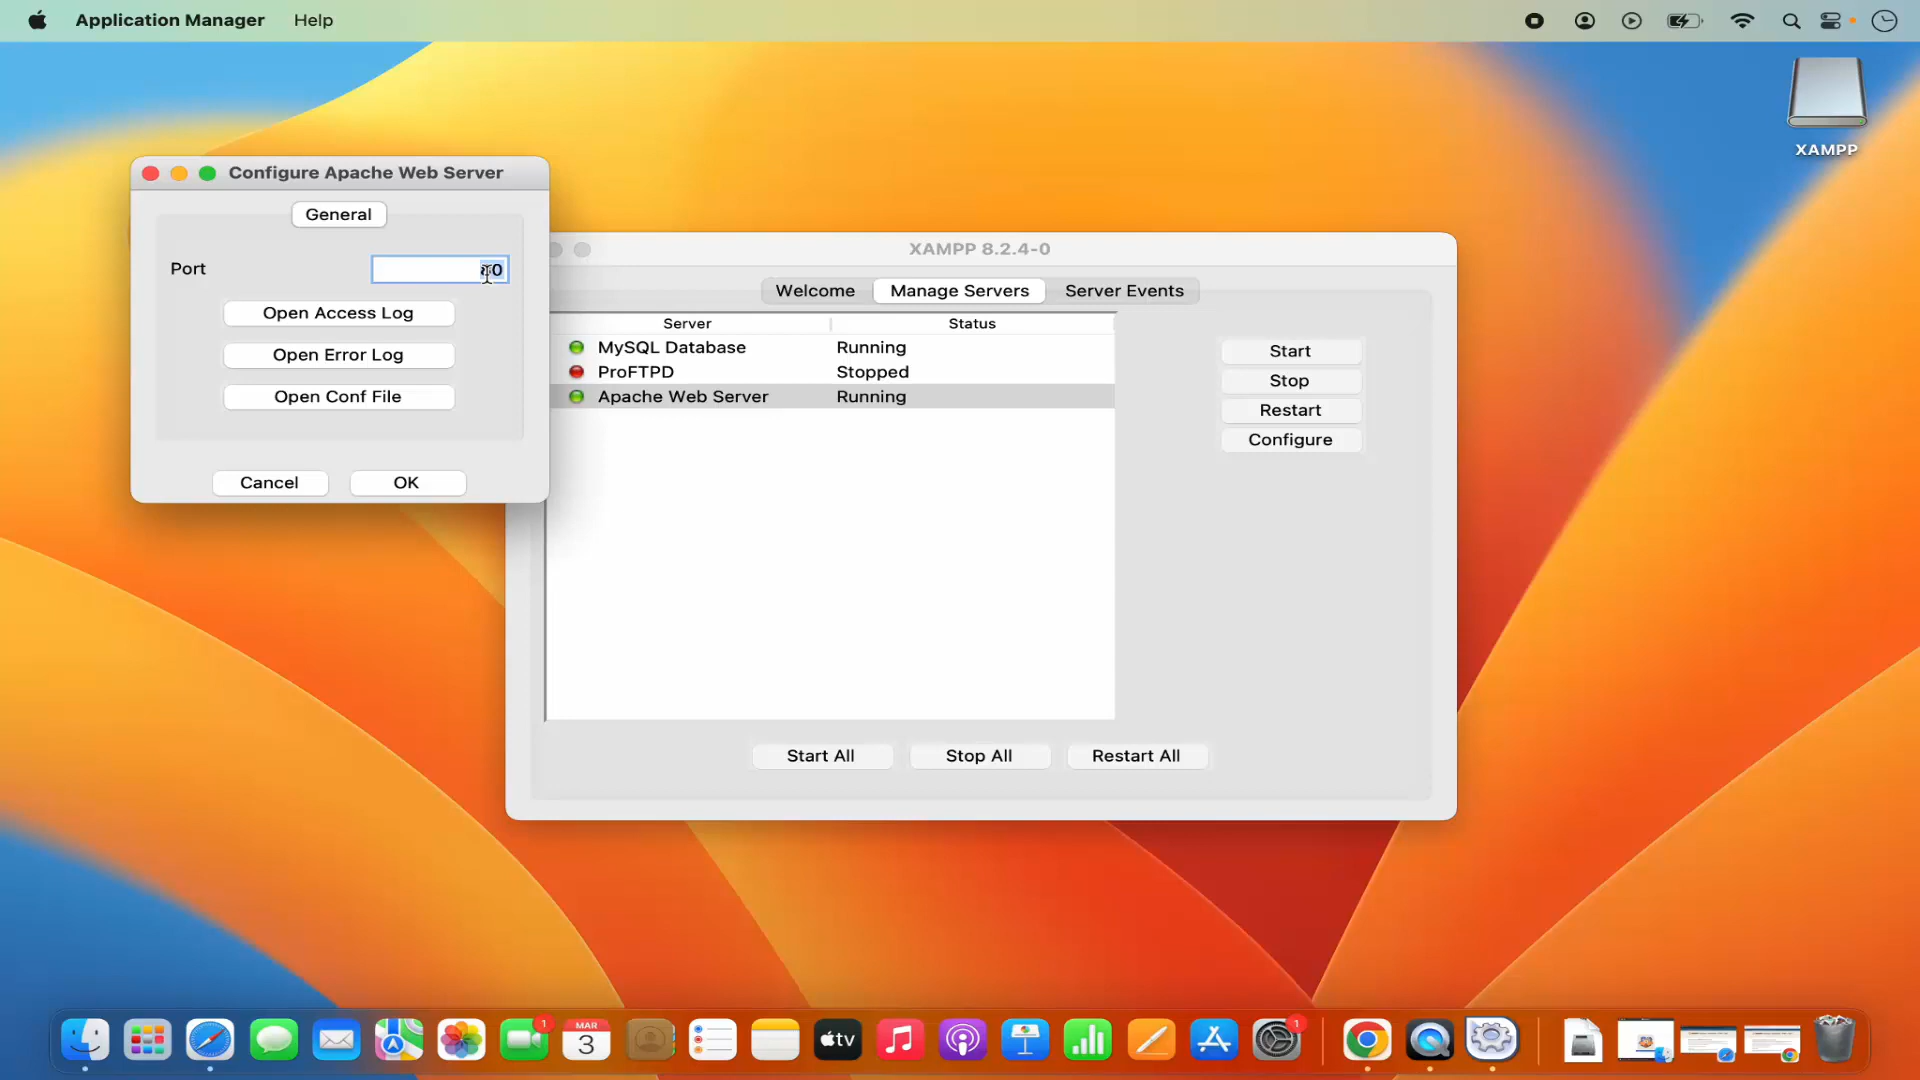 Application Manager Help
XAMPP
Configure Apache Web Server
General
Port
Open Access Log
Open Error Log
Open Conf File
Cancel OK
XAMPP 8.2.4-0
Welcome Manage Servers Server Events
Server Status
MySQL Database Running
ProFTPD Stopped
Apache Web Server Running
Start
Stop
Restart
Configure
Start All Stop All Restart All
1
MAR
3
tv
1